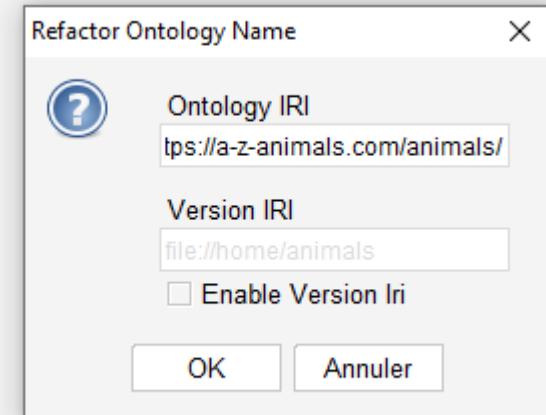 Refactor Ontology Name
Ontology IRI
tps://a-z-animals.com/animals/
Version IRI
file://home/animals
Enable Version Iri
OK
Annuler